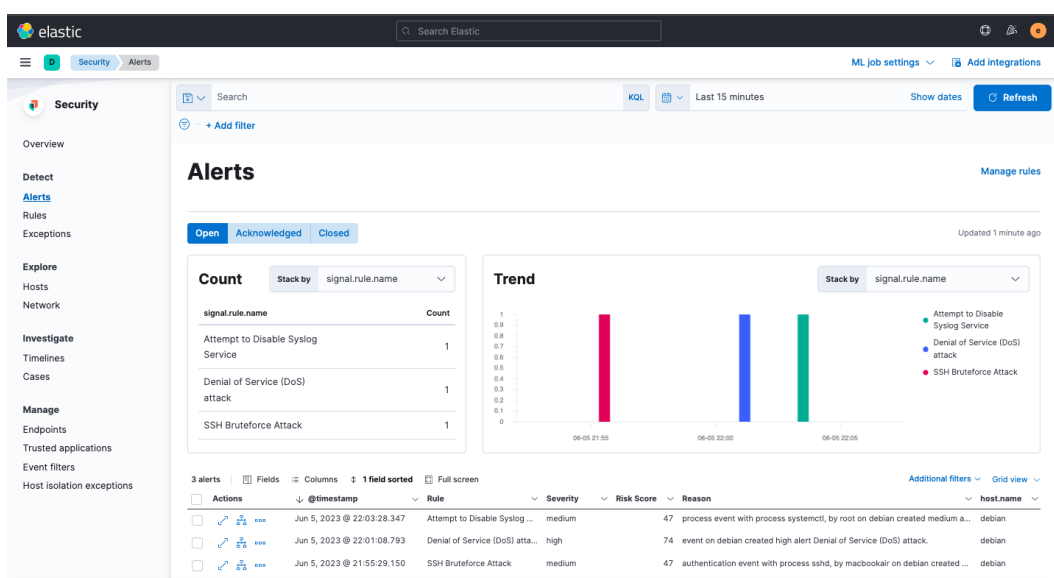 elastic
Search Elastic
e
D Security Alerts
ML job settings Add integrations
Security
Search KQL Last 15 minutes Show dates Refresh
+ Add filter
Overview
Detect
Alerts
Rules
Exceptions
Explore
Hosts
Network
Investigate
Timelines
Cases
Manage
Endpoints
Trusted applications
Event filters
Host isolation exceptions
Alerts
Manage rules
Open Acknowledged Closed
Updated 1 minute ago
Count Stack by signal.rule.name
signal.rule.name Count
Attempt to Disable Syslog
Service 1
Denial of Service (DoS)
attack 1
SSH Bruteforce Attack 1
Trend Stack by signal.rule.name
1
0.9
0.8
0.7
0.6
0.5
0.4
0.3
0.2
0.1
0
06-05 21:55 06-05 22:00 06-05 22:05
Attempt to Disable
Syslog Service
Denial of Service (DoS)
attack
SSH Bruteforce Attack
3 alerts Fields Columns 1 field sorted Full screen Additional filters Grid view
Actions @timestamp Rule Severity Risk Score Reason host.name
Jun 5, 2023 @ 22:03:28.347 Attempt to Disable Syslog ... medium 47 process event with process systemctl, by root on debian created medium a... debian
Jun 5, 2023 @ 22:01:08.793 Denial of Service (DoS) atta... high 74 event on debian created high alert Denial of Service (DoS) attack. debian
Jun 5, 2023 @ 21:55:29.150 SSH Bruteforce Attack medium 47 authentication event with process sshd, by macbookair on debian created ... debian